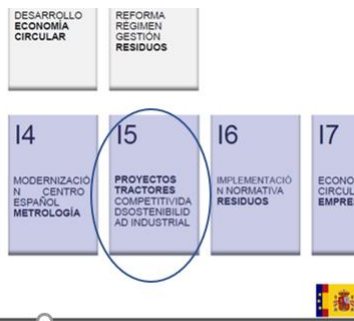 DESARROLLO
ECONOMÍA
CIRCULAR
REFORMA
RÉGIMEN
GESTIÓN
RESIDUOS
I4
MODERNIZACIÓ
N CENTRO
ESPAÑOL
METROLOGÍA
I5
PROYECTOS
TRACTORES
COMPETITIVIDA
DSOSTENIBILID
AD INDUSTRIAL
I6
IMPLEMENTACIÓ
N NORMATIVA
RESIDUOS
I7
ECONO
CIRCUL
EMPRE